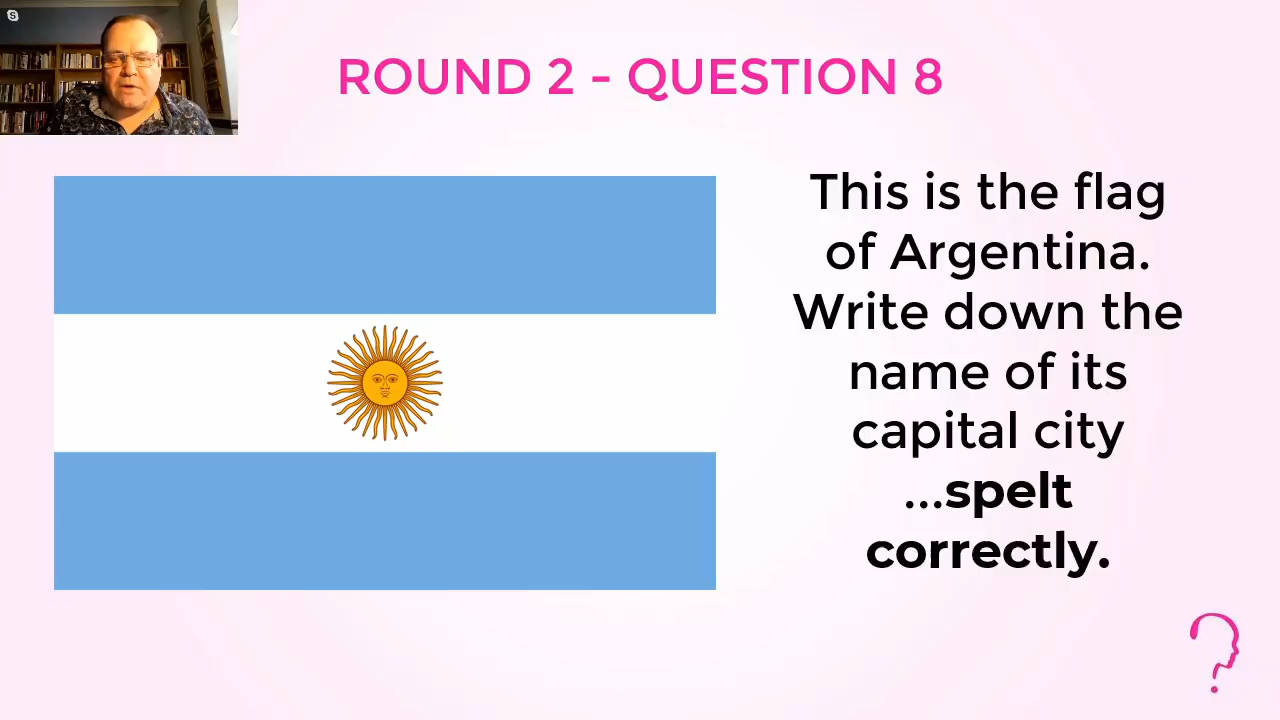 ROUND 2 - QUESTION 8
This is the flag
of Argentina.
Write down the
name of its
capital city
...spelt
correctly.